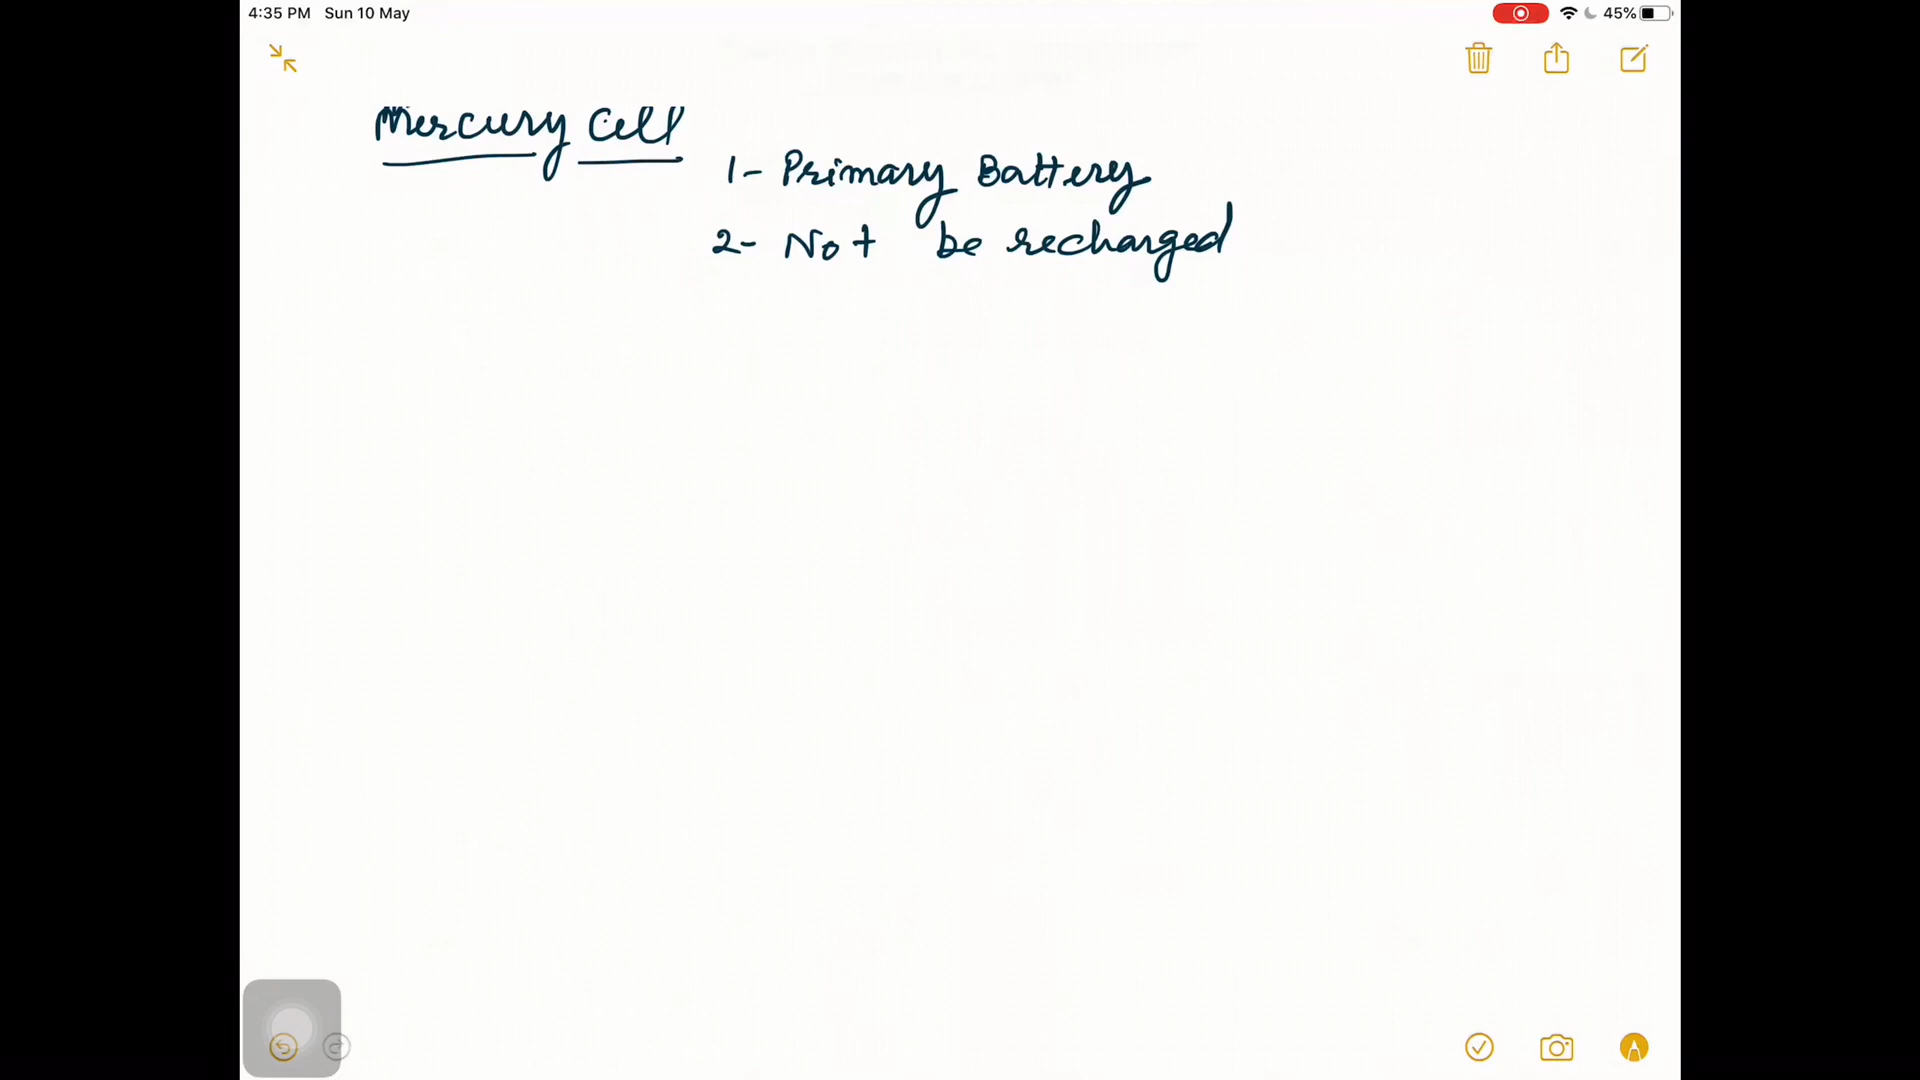 4:35 PM Sun 10 May 45%
Mercury Cell
1- Primary Battery
2- Not be recharged